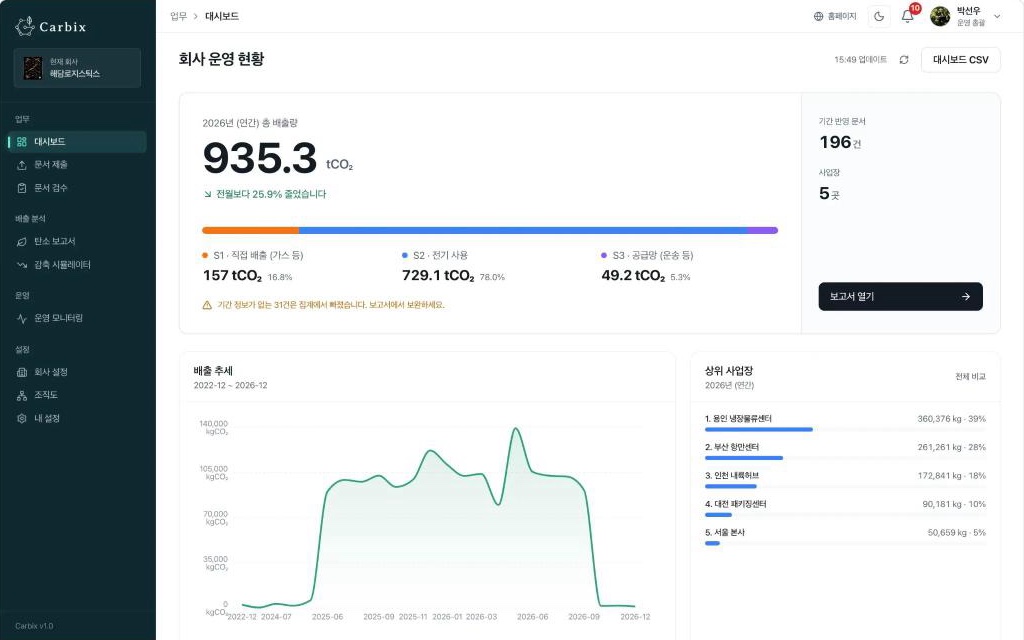 Carbix
현재 회사
해담로지스틱스
업무
대시보드
문서 제출
문서 검수
배출 분석
탄소 보고서
감축 시뮬레이터
운영
운영 모니터링
설정
회사 설정
조직도
내 설정
Carbix v1.0
업무 > 대시보드
홈페이지
10
박선우
운영 총괄
회사 운영 현황
15:49 업데이트
대시보드 CSV
2026년 (연간) 총 배출량
935.3 tCO₂
전월보다 25.9% 줄었습니다
S1 · 직접 배출 (가스 등)
157 tCO₂ 16.8%
S2 · 전기 사용
729.1 tCO₂ 78.0%
S3 · 공급망 (운송 등)
49.2 tCO₂ 5.3%
기간 정보가 없는 31건은 집계에서 빠졌습니다. 보고서에서 보완하세요.
기간 반영 문서
196건
사업장
5곳
보고서 열기
배출 추세
2022-12 ~ 2026-12
140,000
kgCO₂
105,000
kgCO₂
70,000
kgCO₂
35,000
kgCO₂
0
kgCO₂
2022-12 2024-07 2025-06 2025-09 2025-11 2026-01 2026-03 2026-06 2026-09 2026-12
상위 사업장
2026년 (연간)
전체 비교
1. 용인 냉장물류센터 360,376 kg · 39%
2. 부산 항만센터 261,261 kg · 28%
3. 인천 내륙허브 172,841 kg · 18%
4. 대전 패키징센터 90,181 kg · 10%
5. 서울 본사 50,659 kg · 5%